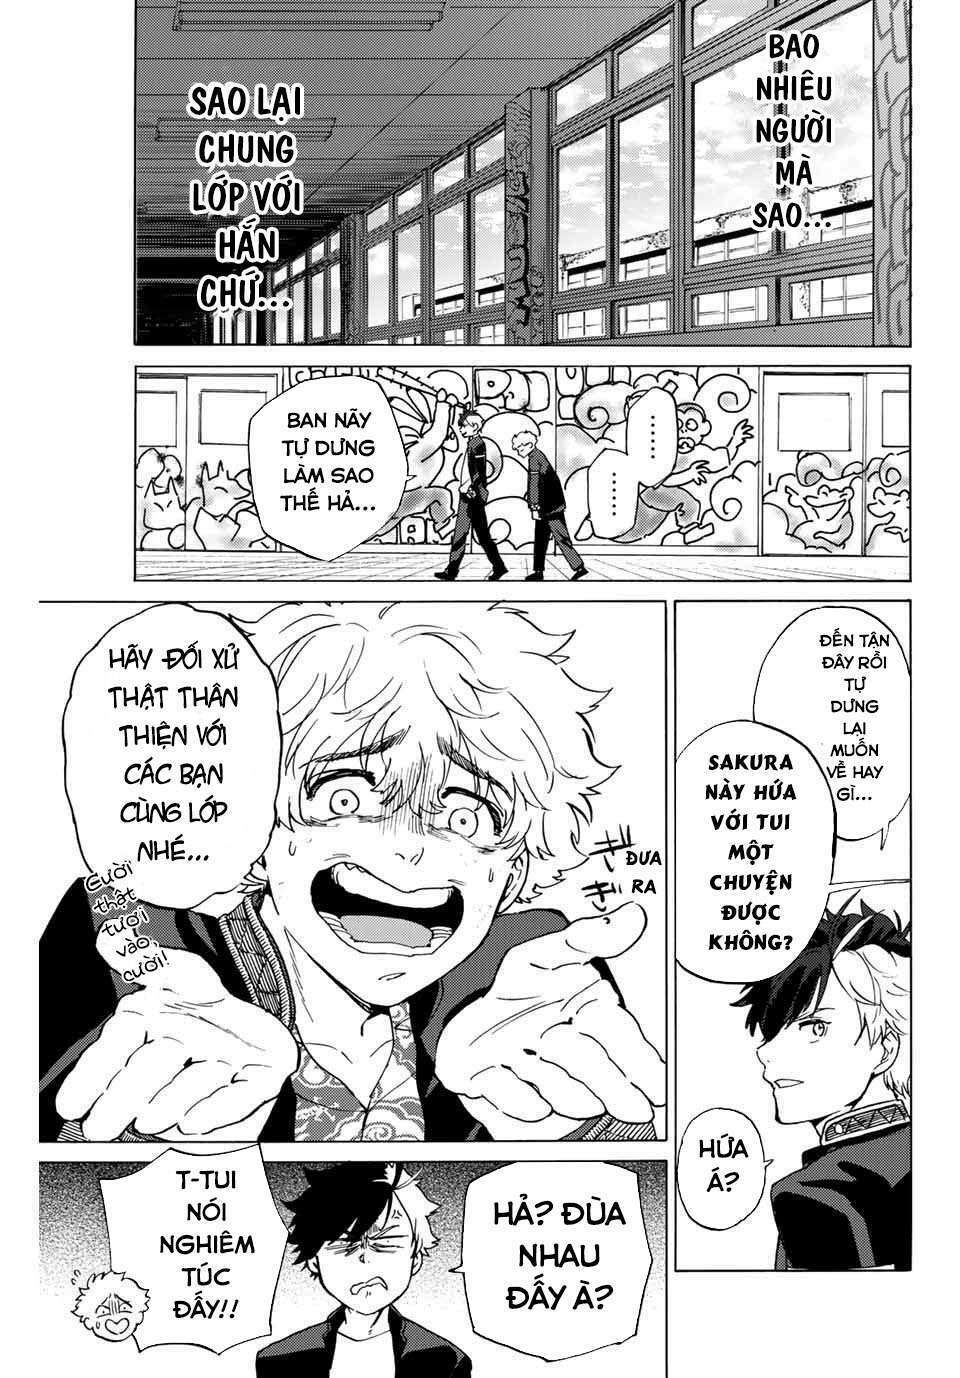 BAO
NHIÊU
NGƯỜI
MÀ
SAO...
SAO LẠI
CHUNG
LỚP VỚI
HẮN
CHỨ...
.......
.......
BAN NÃY
TỰ DƯNG
LÀM SAO
THẾ HẢ...
ĐẾN TẬN
ĐÂY RỒI
TỰ
DƯNG
LẠI
MUỐN
VỀ HAY
GÌ...
SAKURA
NÀY HỨA
VỚI TUI
MỘT
CHUYỆN
ĐƯỢC
KHÔNG?
HỨA
Á?
HÃY ĐỐI XỬ
THẬT THÂN
THIỆN VỚI
CÁC BẠN
CÙNG LỚP
NHÉ...
Cười
thật
tươi
vào,
cười!
ĐƯA
RA
HẢ? ĐÙA
NHAU
ĐẤY À?
T-TUI
NÓI
NGHIÊM
TÚC
ĐẤY!!